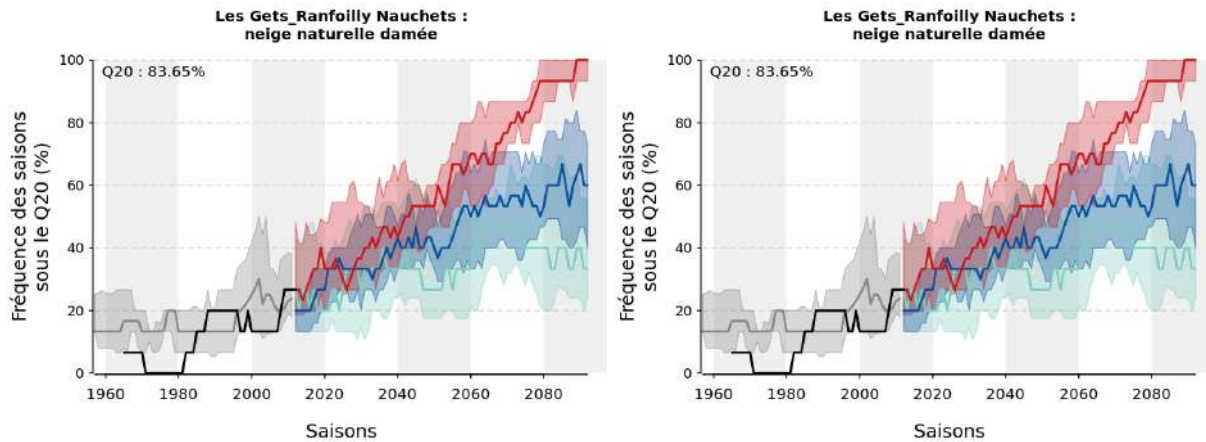 Les Gets_Ranfoilly Nauchets :
neige naturelle damée
Q20 : 83.65%
Fréquence des saisons
sous le Q20 (%)
100
80
60
40
20
0
1960 1980 2000 2020 2040 2060 2080
Saisons
Les Gets_Ranfoilly Nauchets :
neige naturelle damée
Q20 : 83.65%
Fréquence des saisons
sous le Q20 (%)
100
80
60
40
20
0
1960 1980 2000 2020 2040 2060 2080
Saisons